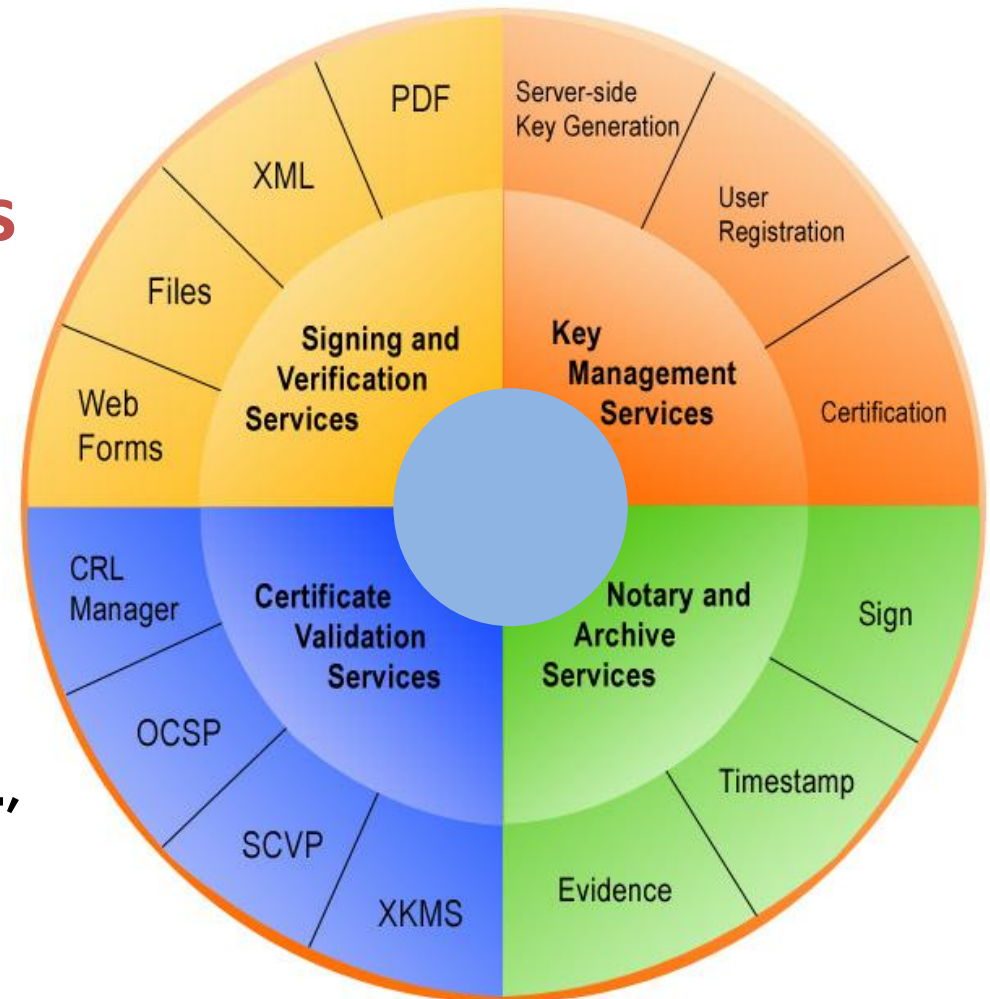 s
PDF
XML
Files
Web
Forms
Signing and
Verification
Services
Server-side
Key Generation
User
Registration
Certification
Key
Management
Services
CRL
Manager
OCSP
SCVP
XKMS
Certificate
Validation
Services
Notary and
Archive
Services
Sign
Timestamp
Evidence